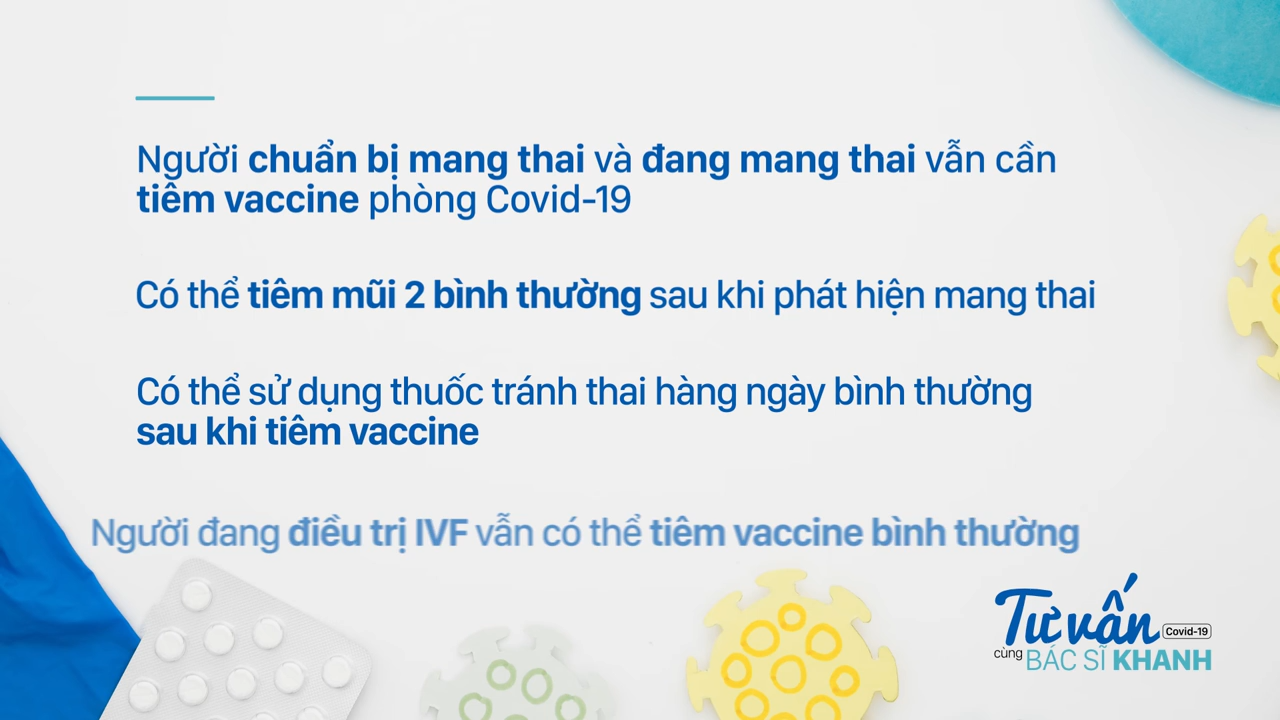 Người chuẩn bị mang thai và đang mang thai vẫn cần
tiêm vaccine phòng Covid-19
Có thể tiêm mũi 2 bình thường sau khi phát hiện mang thai
Có thể sử dụng thuốc tránh thai hàng ngày bình thường
sau khi tiêm vaccine
Người đang điều trị IVF vẫn có thể tiêm vaccine bình thường
Tư vấn Covid-19
cùng BÁC SĨ KHANH